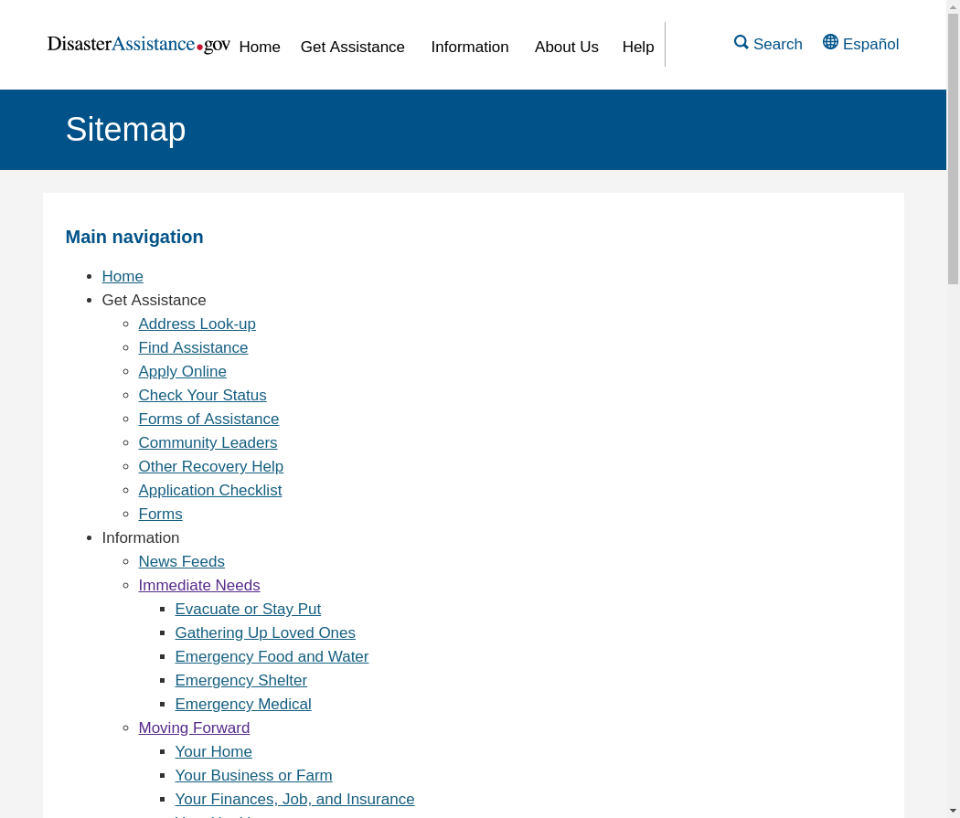 DisasterAssistance.gov Home Get Assistance Information About Us Help Search Español
Sitemap
Main navigation
Home
Get Assistance
Address Look-up
Find Assistance
Apply Online
Check Your Status
Forms of Assistance
Community Leaders
Other Recovery Help
Application Checklist
Forms
Information
News Feeds
Immediate Needs
Evacuate or Stay Put
Gathering Up Loved Ones
Emergency Food and Water
Emergency Shelter
Emergency Medical
Moving Forward
Your Home
Your Business or Farm
Your Finances, Job, and Insurance